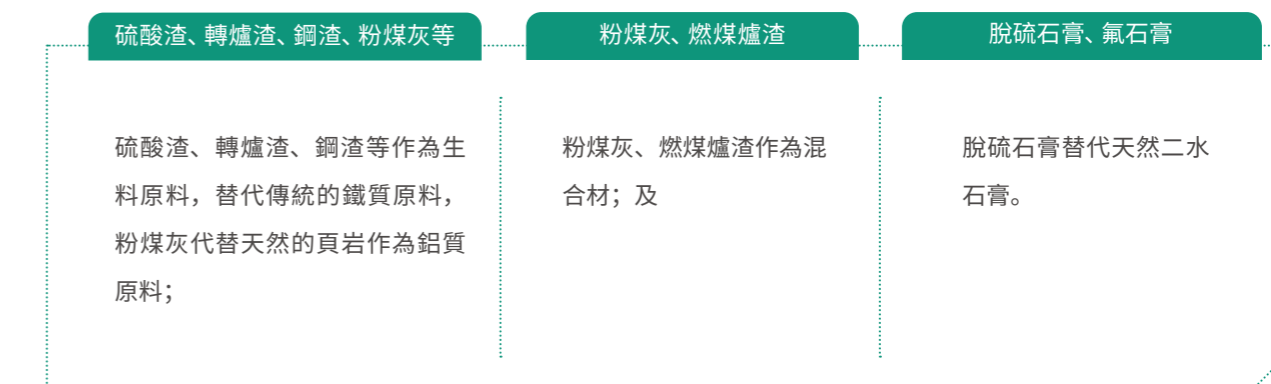 硫酸渣、轉爐渣、鋼渣、粉煤灰等
硫酸渣、轉爐渣、鋼渣等作為生
料原料，替代傳統的鐵質原料，
粉煤灰代替天然的頁岩作為鋁質
原料；
粉煤灰、燃煤爐渣
粉煤灰、燃煤爐渣作為混
合材；及
脫硫石膏、氟石膏
脫硫石膏替代天然二水
石膏。